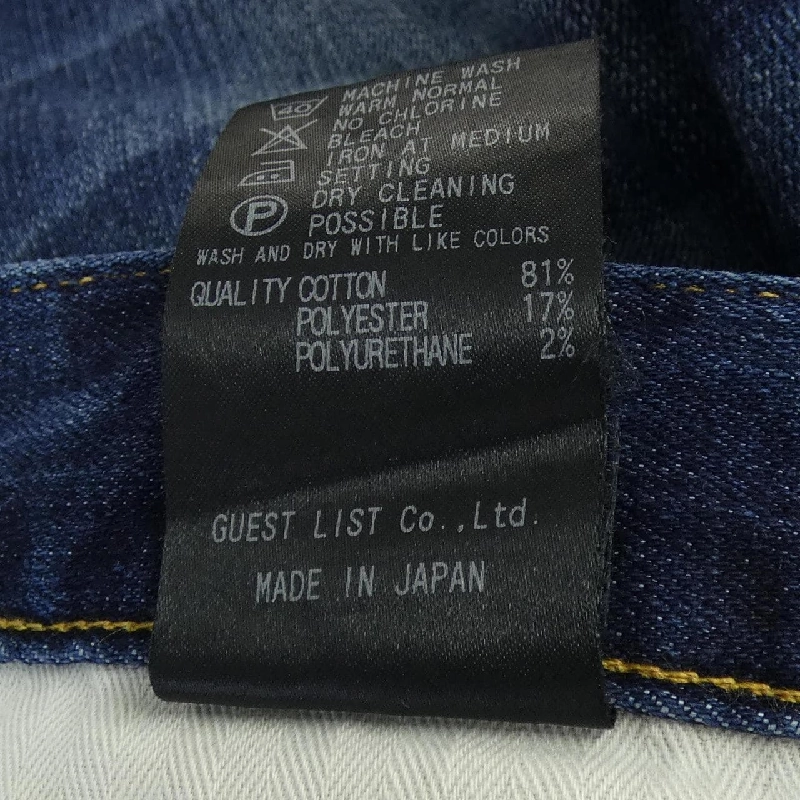 40 MACHINE WASH
WARM NORMAL
NO CHLORINE
BLEACH
IRON AT MEDIUM
SETTING
P DRY CLEANING
POSSIBLE
WASH AND DRY WITH LIKE COLORS
QUALITY COTTON 81%
POLYESTER 17%
POLYURETHANE 2%
GUEST LIST Co.,Ltd.
MADE IN JAPAN